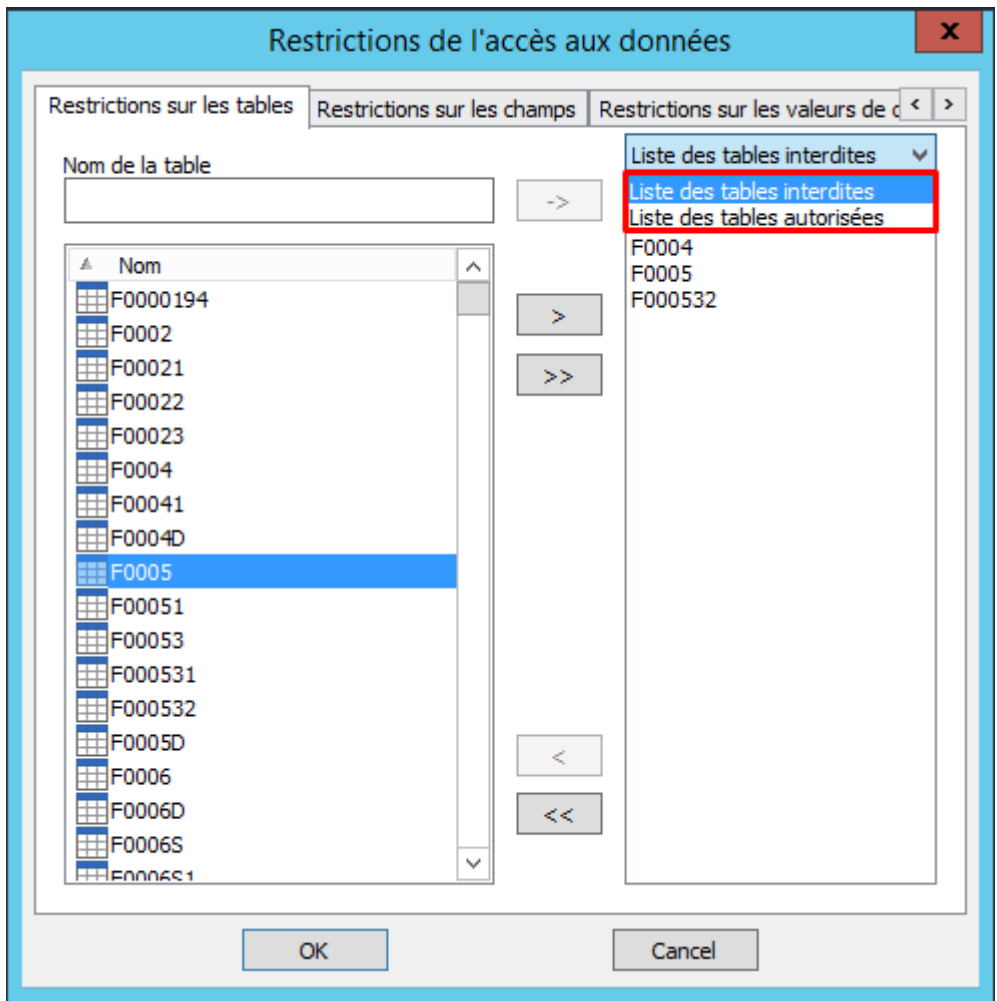 Restrictions de l'accès aux données
x
Restrictions sur les tables
Restrictions sur les champs
Restrictions sur les valeurs de
< >
Nom de la table
->
Liste des tables interdites
Liste des tables interdites
Liste des tables autorisées
F0004
F0005
F000532
Nom
F0000194
F0002
F00021
F00022
F00023
F0004
F00041
F0004D
F0005
F00051
F00053
F000531
F000532
F0005D
F0006
F0006D
F0006S
F0006S1
>
>>
<
<<
OK
Cancel